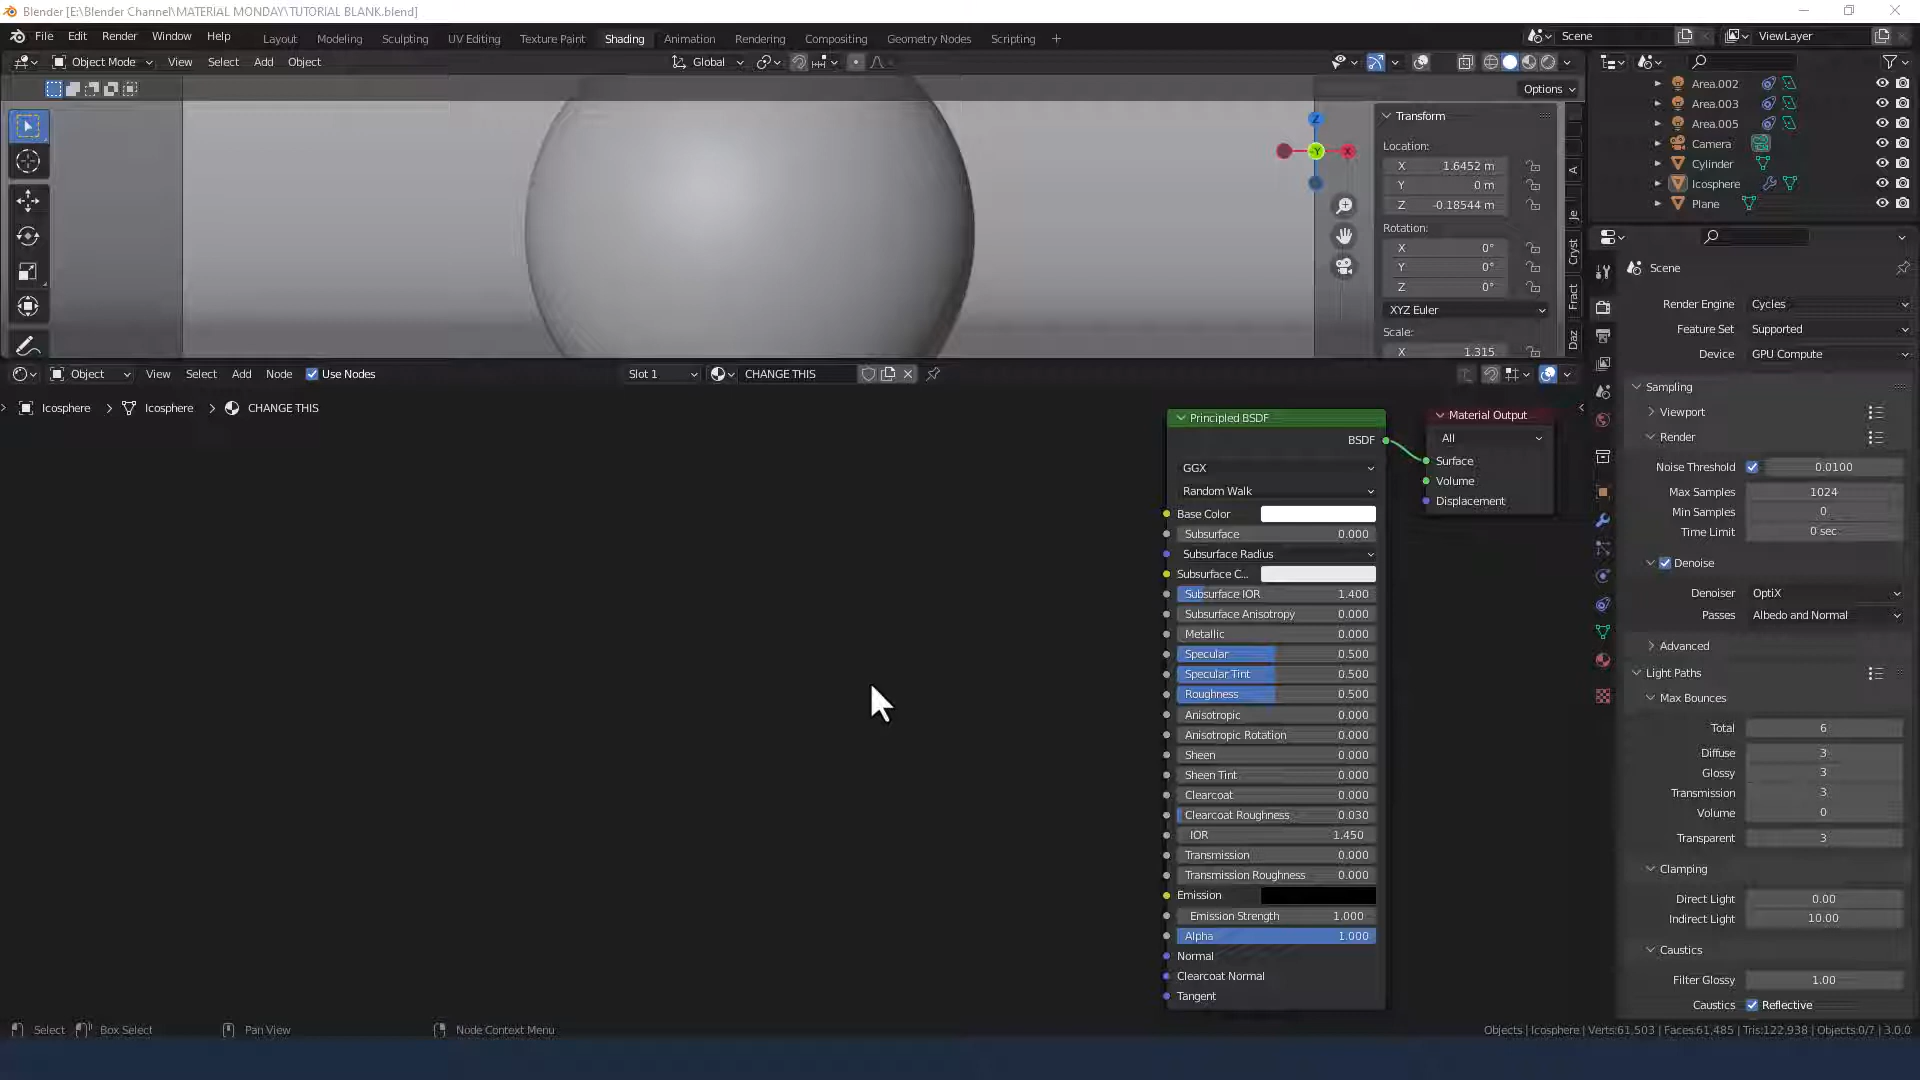 Blender [E:\Blender Channel\MATERIAL MONDAY\TUTORIAL BLANK.blend]
File Edit Render Window Help Layout Modeling Sculpting UV Editing Texture Paint Shading Animation Rendering Compositing Geometry Nodes Scripting + Scene ViewLayer
Object Mode View Select Add Object Global
Options
Area.002
Area.003
Area.005
Camera
Cylinder
Icosphere
Plane
Z
Y
X
Transform
Location:
X 1.6452 m
Y 0 m
Z -0.18544 m
Rotation:
X 0°
Y 0°
Z 0°
XYZ Euler
Scale:
X 1.315
A
Je
Cryst
Fract
Daz
Object View Select Add Node Use Nodes Slot 1 CHANGE THIS
Icosphere > Icosphere > CHANGE THIS
Principled BSDF
BSDF
GGX
Random Walk
Base Color
Subsurface 0.000
Subsurface Radius
Subsurface C...
Subsurface IOR 1.400
Subsurface Anisotropy 0.000
Metallic 0.000
Specular 0.500
Specular Tint 0.500
Roughness 0.500
Anisotropic 0.000
Anisotropic Rotation 0.000
Sheen 0.000
Sheen Tint 0.000
Clearcoat 0.000
Clearcoat Roughness 0.030
IOR 1.450
Transmission 0.000
Transmission Roughness 0.000
Emission
Emission Strength 1.000
Alpha 1.000
Normal
Clearcoat Normal
Tangent
Material Output
All
Surface
Volume
Displacement
Scene
Render Engine Cycles
Feature Set Supported
Device GPU Compute
Sampling
Viewport
Render
Noise Threshold 0.0100
Max Samples 1024
Min Samples 0
Time Limit 0 sec
Denoise
Denoiser OptiX
Passes Albedo and Normal
Advanced
Light Paths
Max Bounces
Total 6
Diffuse 3
Glossy 3
Transmission 3
Volume 0
Transparent 3
Clamping
Direct Light 0.00
Indirect Light 10.00
Caustics
Filter Glossy 1.00
Caustics Reflective
Select Box Select Pan View Node Context Menu Objects | Icosphere | Verts:61,503 | Faces:61,485 | Tris:122,938 | Objects:0/7 | 3.0.0